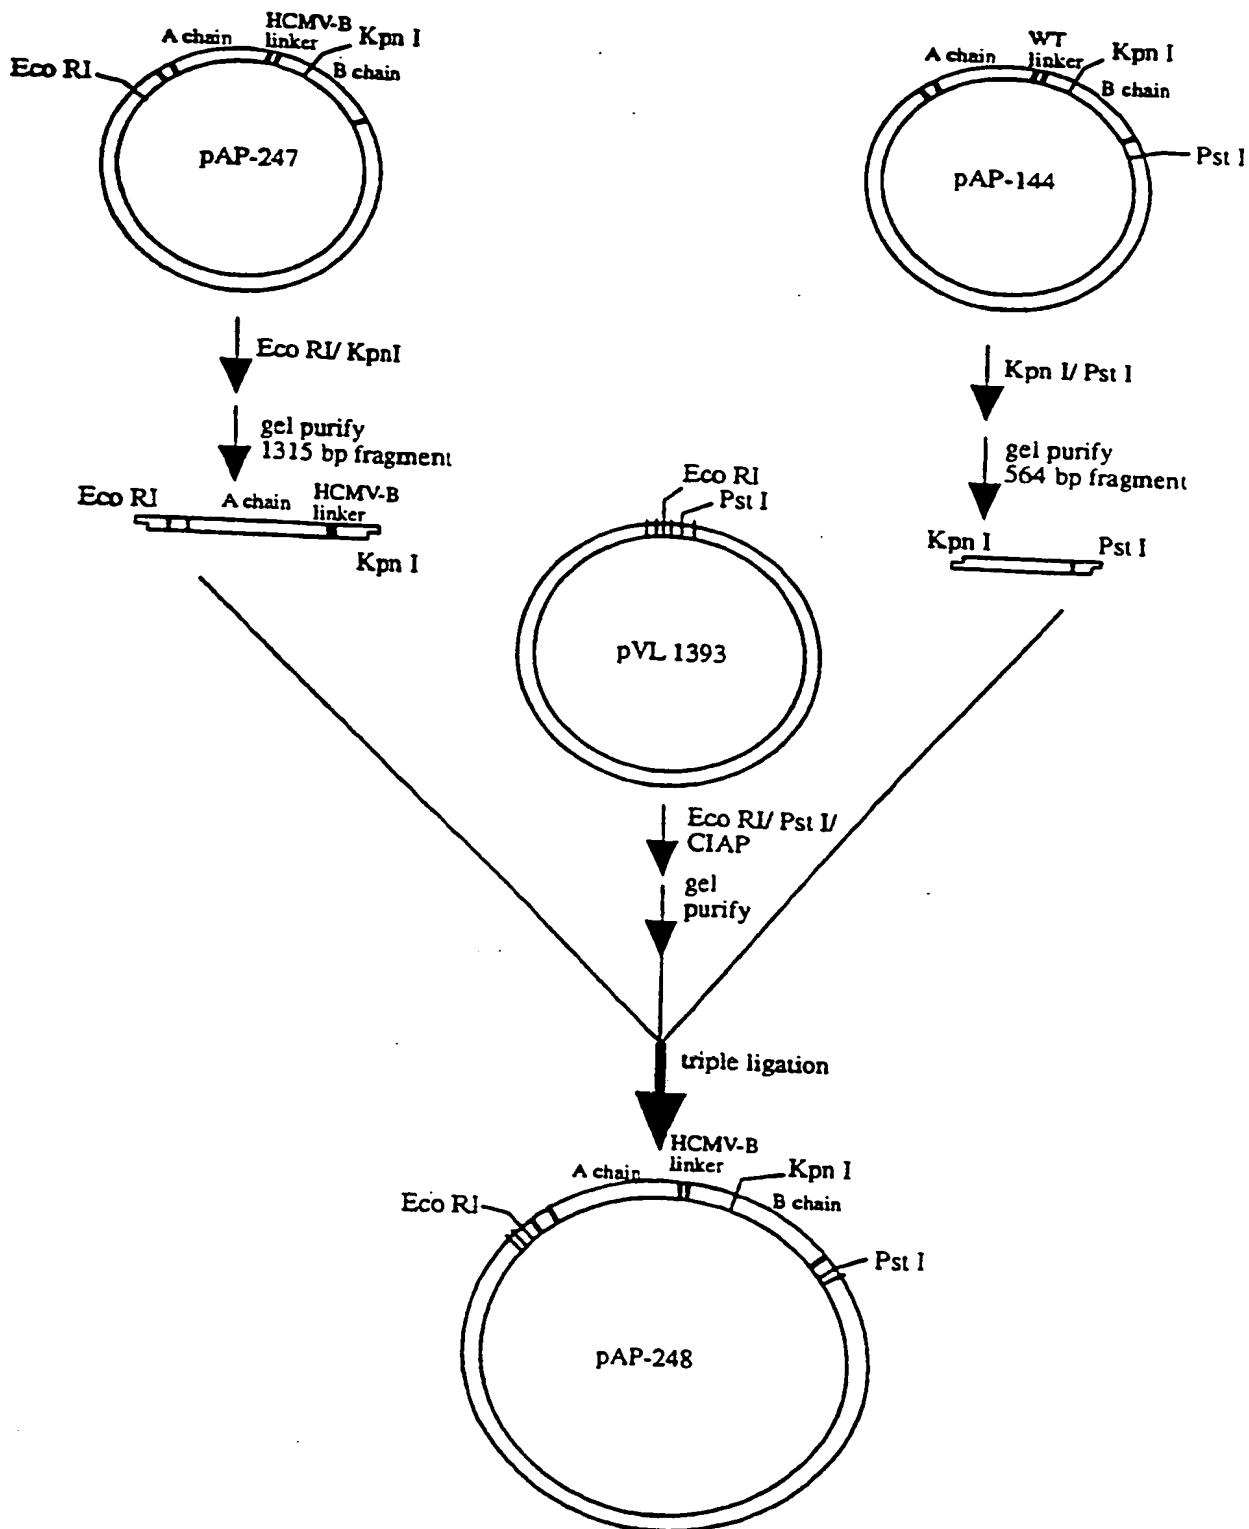 HCMV-B
linker
A chain
Kpn I
Eco RI
B chain
pAP-247
Eco RI/ KpnI
gel purify
1315 bp fragment
Eco RI
A chain
HCMV-B
linker
Kpn I
WT
linker
A chain
Kpn I
B chain
Pst I
pAP-144
Kpn I/ Pst I
gel purify
564 bp fragment
Kpn I
Pst I
Eco RI
Pst I
pVL 1393
Eco RI/ Pst I/
CIAP
gel
purify
triple ligation
HCMV-B
linker
A chain
Kpn I
Eco RI
B chain
Pst I
pAP-248